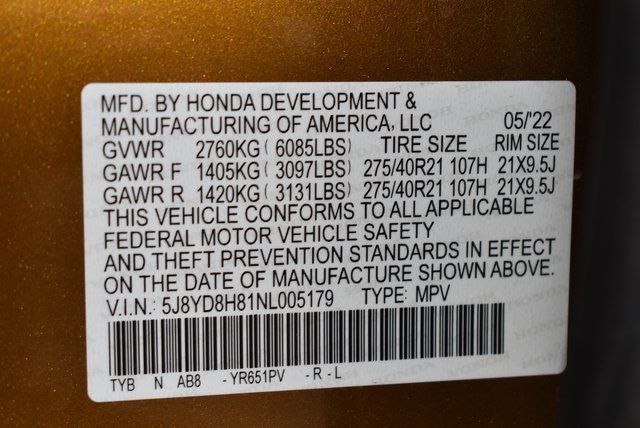 MFD. BY HONDA DEVELOPMENT &
MANUFACTURING OF AMERICA, LLC 05/'22
GVWR 2760KG ( 6085LBS) TIRE SIZE RIM SIZE
GAWR F 1405KG ( 3097LBS) 275/40R21 107H 21X9.5J
GAWR R 1420KG ( 3131LBS) 275/40R21 107H 21X9.5J
THIS VEHICLE CONFORMS TO ALL APPLICABLE
FEDERAL MOTOR VEHICLE SAFETY
AND THEFT PREVENTION STANDARDS IN EFFECT
ON THE DATE OF MANUFACTURE SHOWN ABOVE.
V.I.N.: 5J8YD8H81NL005179 TYPE: MPV
TYB N AB8 -YR651PV -R-L